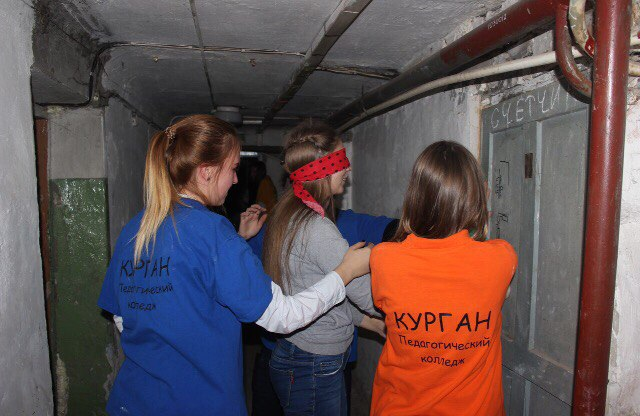 СЧЕТЧИ
КУРГАН
Педагогический
колледж
КУРГАН
Педагогический
колледж